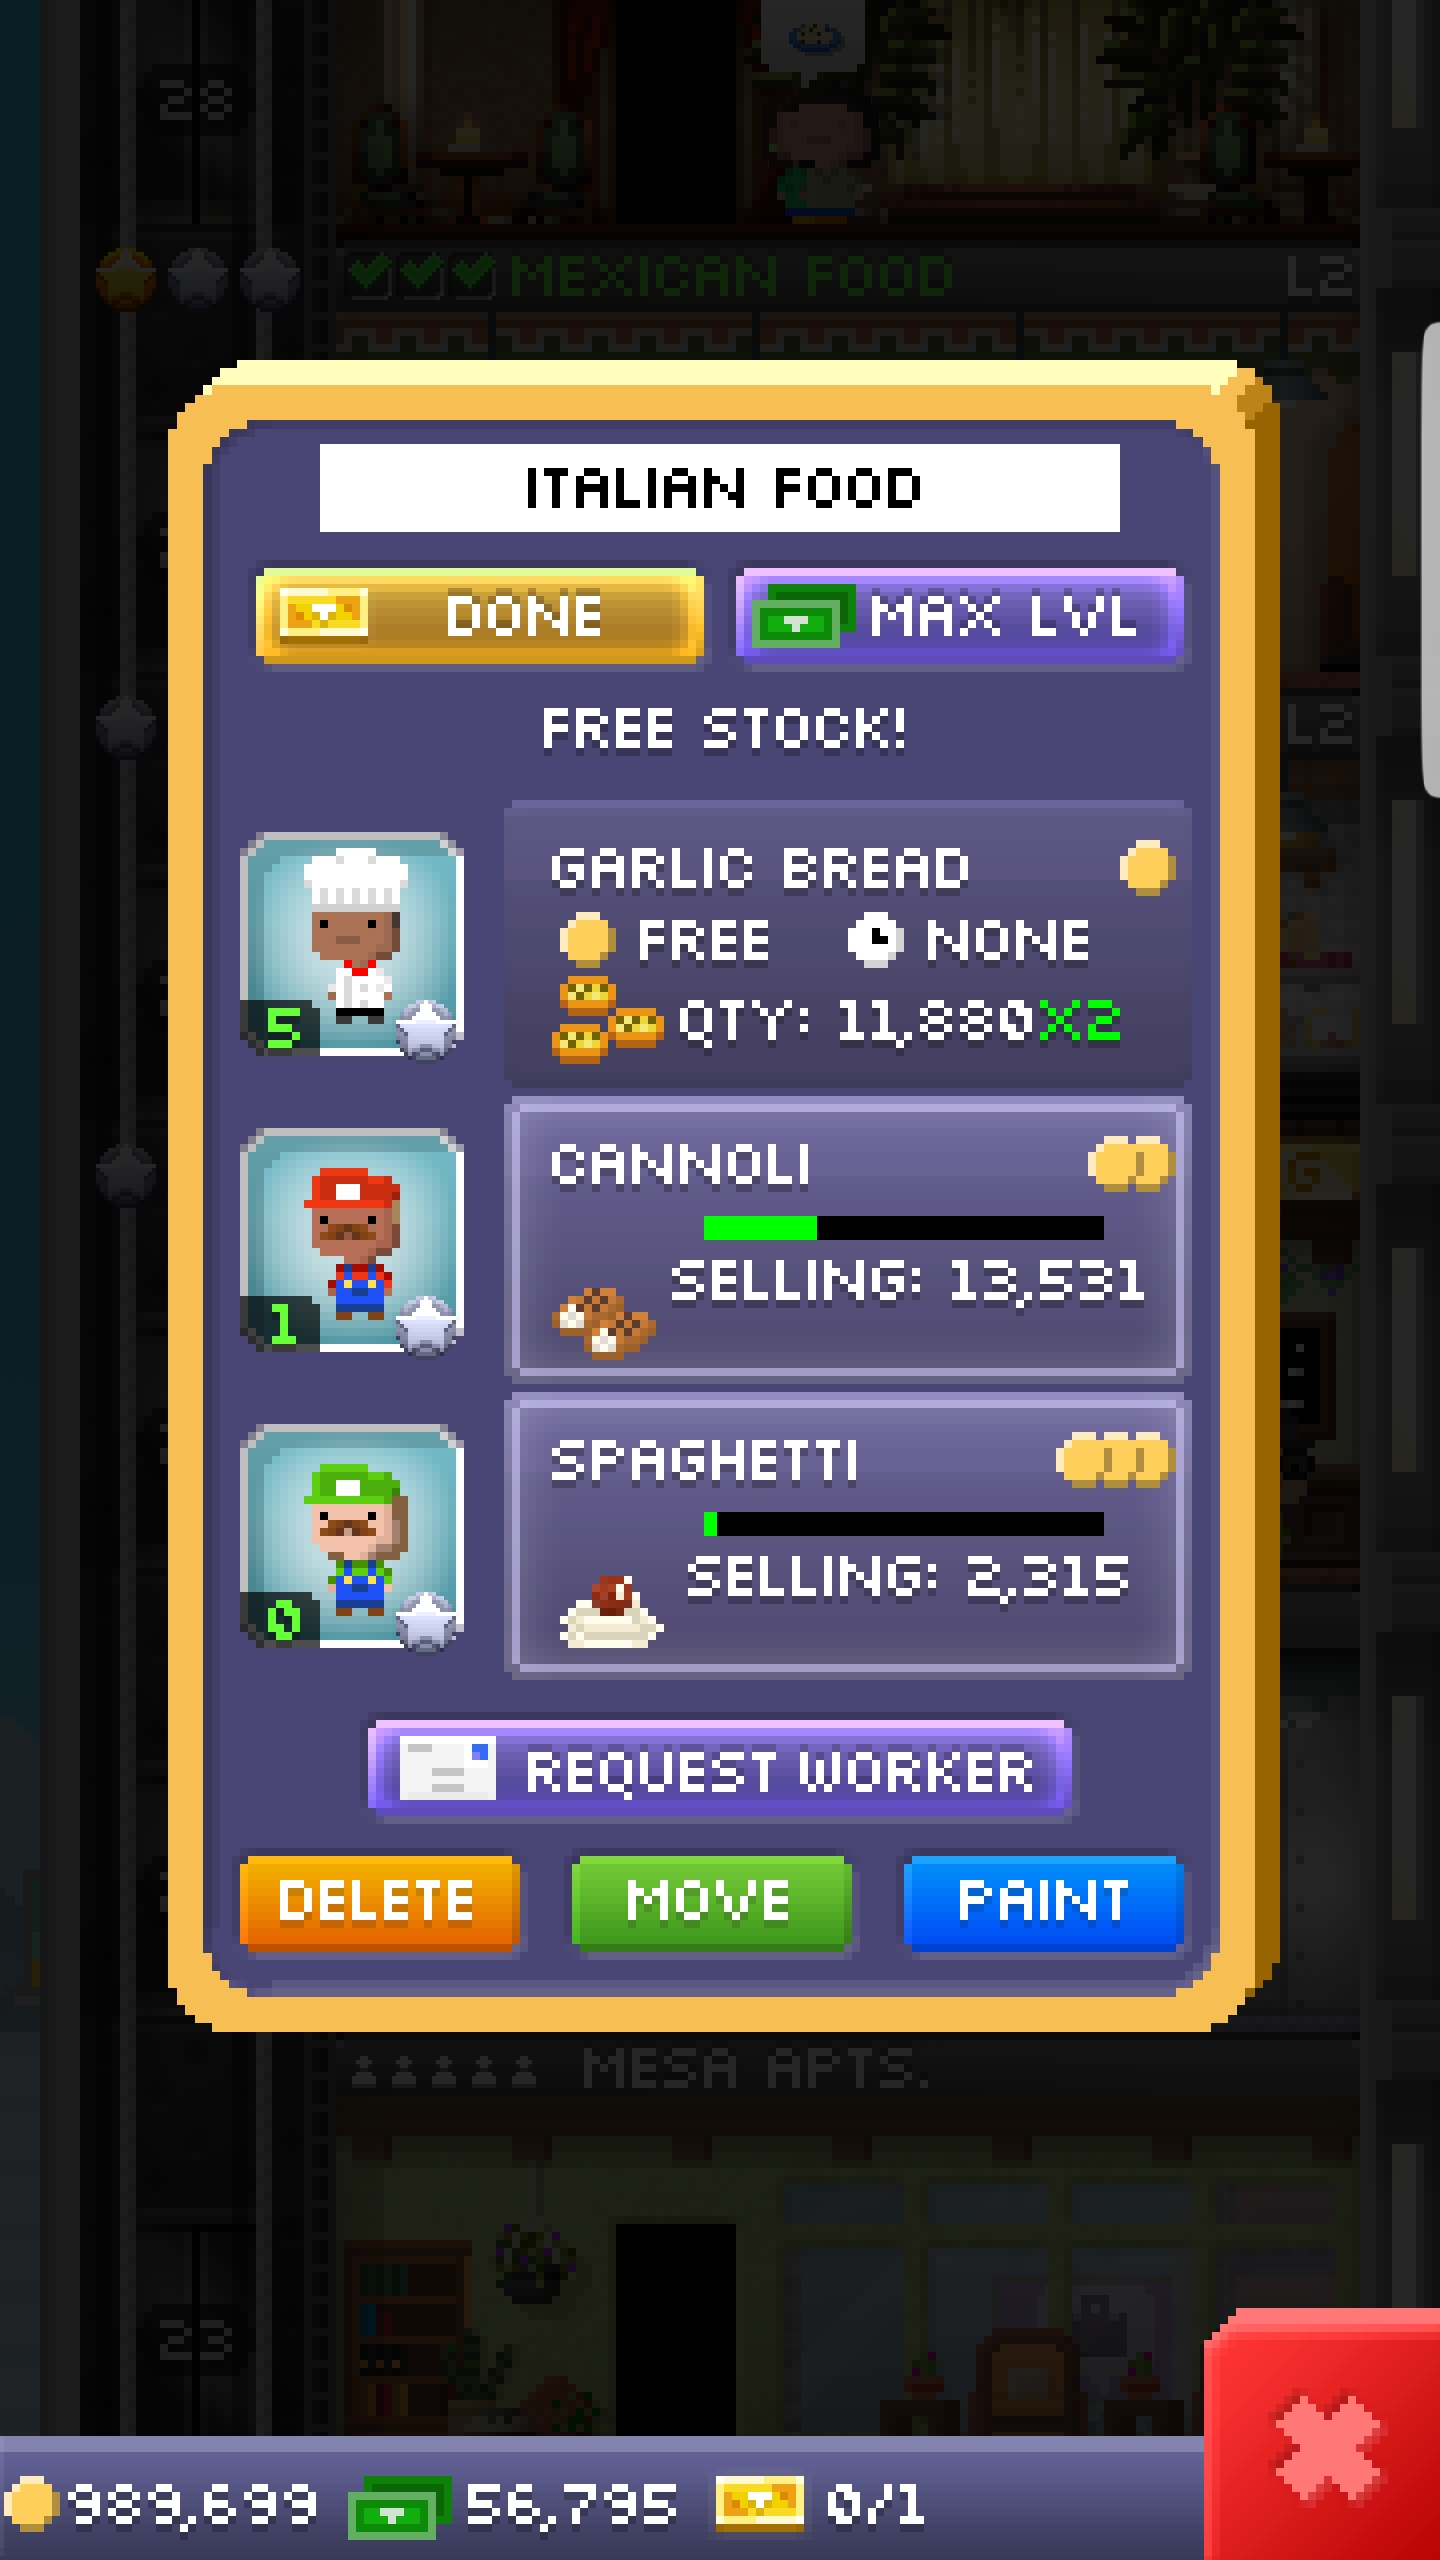 28
MEXICAN FOOD L2
ITALIAN FOOD
DONE MAX LVL
FREE STOCK!
GARLIC BREAD
FREE NONE
QTY: 11,880X2
5
L2
CANNOLI
SELLING: 13,531
1
SPAGHETTI
SELLING: 2,315
0
REQUEST WORKER
DELETE MOVE PAINT
MESA APTS.
23
989,699 56,795 0/1